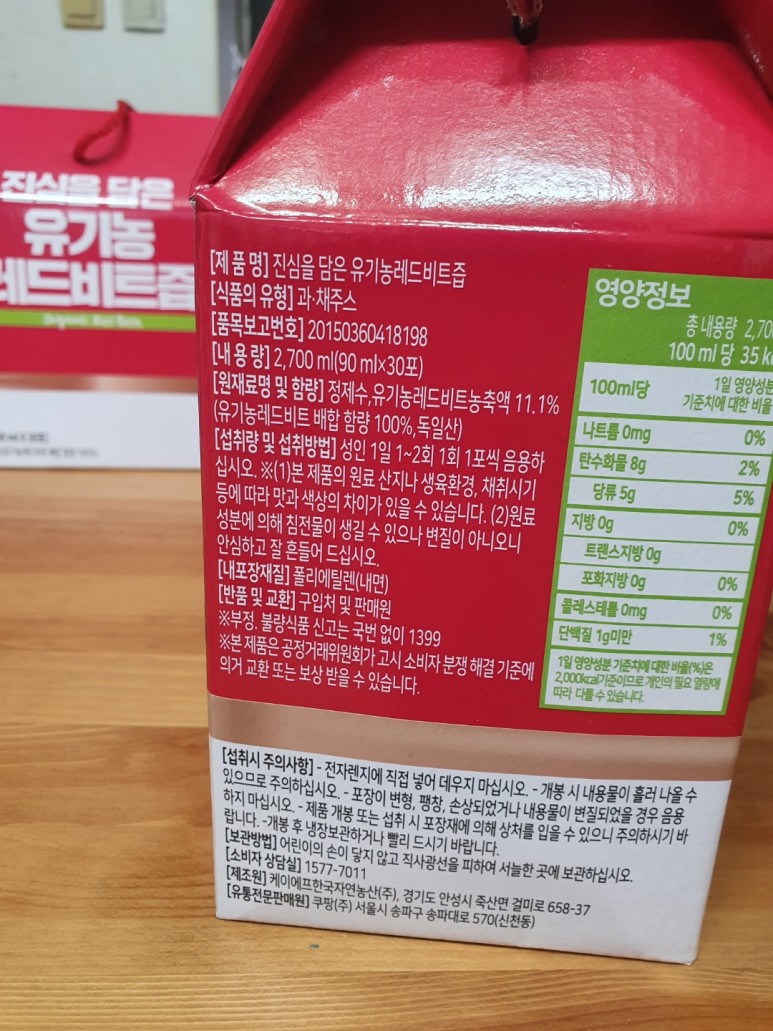 진심을 담은
유기농
레드비트즙
[제 품 명] 진심을 담은 유기농레드비트즙
[식품의 유형] 과·채주스
[품목보고번호] 20150360418198
[내 용 량] 2,700 ml(90 ml×30포)
[원재료명 및 함량] 정제수,유기농레드비트농축액 11.1%
(유기농레드비트 배합 함량 100%,독일산)
[섭취량 및 섭취방법] 성인 1일 1~2회 1회 1포씩 음용하
십시오. ※(1)본 제품의 원료 산지나 생육환경, 채취시기
등에 따라 맛과 색상의 차이가 있을 수 있습니다. (2)원료
성분에 의해 침전물이 생길 수 있으나 변질이 아니오니
안심하고 잘 흔들어 드십시오.
[내포장재질] 폴리에틸렌(내면)
[반품 및 교환] 구입처 및 판매원
※부정. 불량식품 신고는 국번 없이 1399
※본 제품은 공정거래위원회가 고시 소비자 분쟁 해결 기준에
의거 교환 또는 보상 받을 수 있습니다.
영양정보
총 내용량 2,70
100 ml 당 35 k
100ml당
1일 영양성분
기준치에 대한 비율
나트륨 0mg 0%
탄수화물 8g 2%
당류 5g 5%
지방 0g 0%
트랜스지방 0g
포화지방 0g 0%
콜레스테롤 0mg 0%
단백질 1g미만 1%
1일 영양성분 기준치에 대한 비율(%)은
2,000kcal기준이므로 개인의 필요 열량에
따라 다를 수 있습니다.
[섭취시 주의사항] - 전자렌지에 직접 넣어 데우지 마십시오. - 개봉 시 내용물이 흘러 나올 수
있으므로 주의하십시오. - 포장이 변형, 팽창, 손상되었거나 내용물이 변질되었을 경우 음용
하지 마십시오. - 제품 개봉 또는 섭취 시 포장재에 의해 상처를 입을 수 있으니 주의하시기 바
랍니다. -개봉 후 냉장보관하거나 빨리 드시기 바랍니다.
[보관방법] 어린이의 손이 닿지 않고 직사광선을 피하여 서늘한 곳에 보관하십시오.
[소비자 상담실] 1577-7011
[제조원] 케이에프한국자연농산(주), 경기도 안성시 죽산면 걸미로 658-37
[유통전문판매원] 쿠팡(주) 서울시 송파구 송파대로 570(신천동)